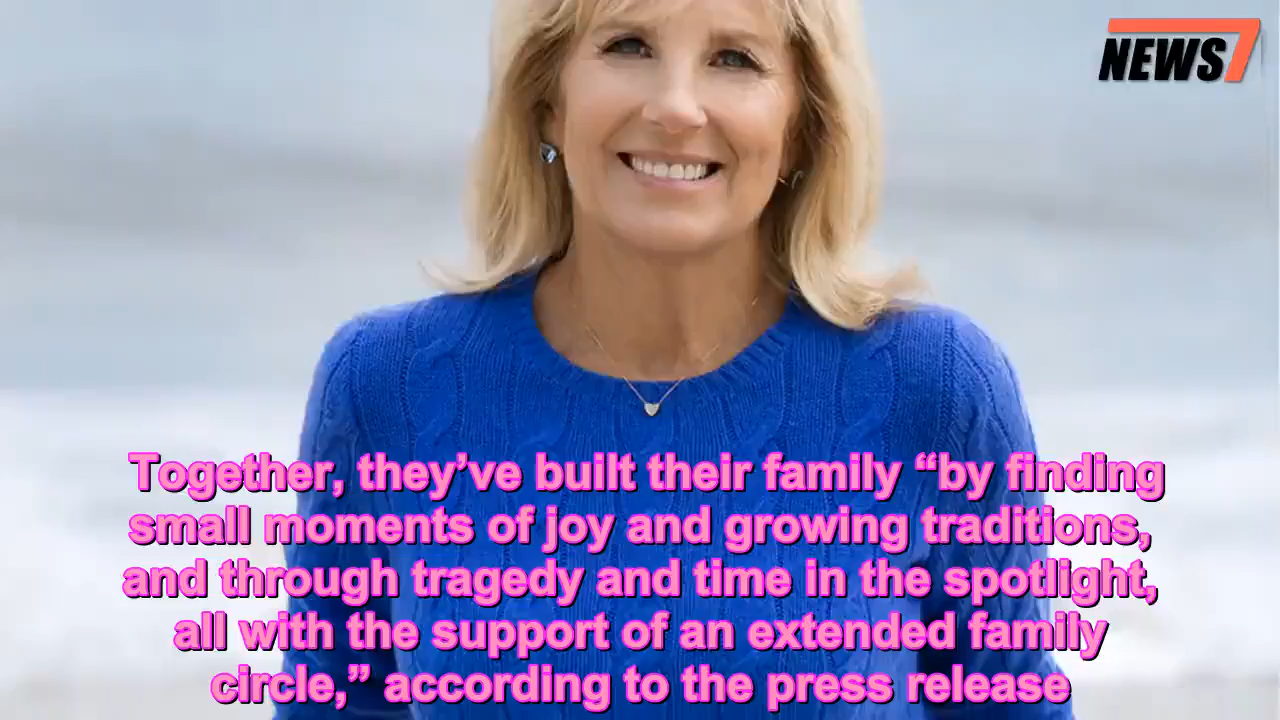 NEWS7
Together, they’ve built their family “by finding
small moments of joy and growing traditions,
and through tragedy and time in the spotlight,
all with the support of an extended family
circle,” according to the press release